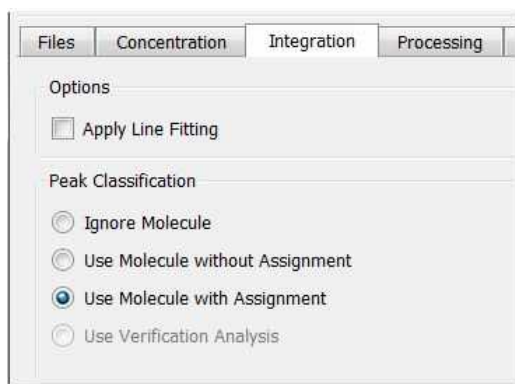 Files Concentration Integration Processing
Options
Apply Line Fitting
Peak Classification
Ignore Molecule
Use Molecule without Assignment
Use Molecule with Assignment
Use Verification Analysis